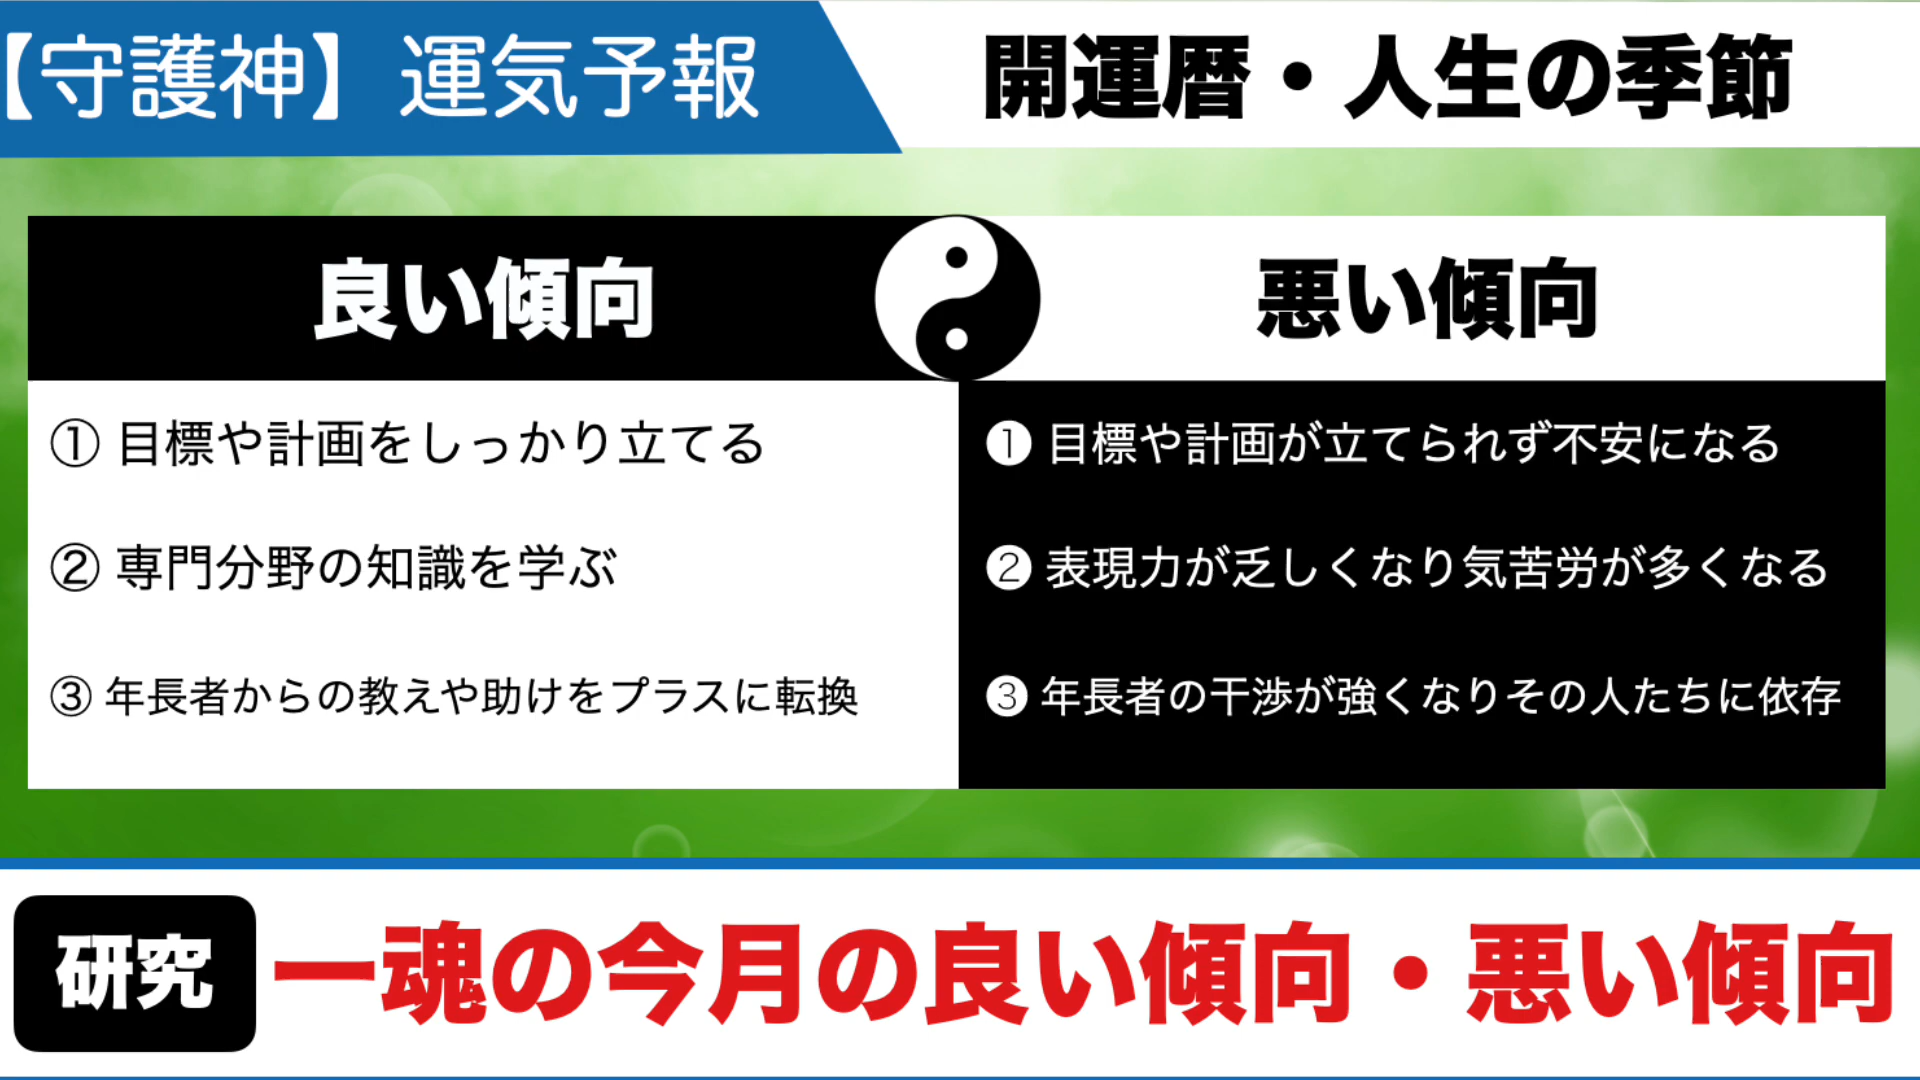 【守護神】 運気予報
開運暦・人生の季節
良い傾向
悪い傾向
① 目標や計画をしっかり立てる
② 専門分野の知識を学ぶ
③ 年長者からの教えや助けをプラスに転換
❶ 目標や計画が立てられず不安になる
❷ 表現力が乏しくなり気苦労が多くなる
❸ 年長者の干渉が強くなりその人たちに依存
研究
一魂の今月の良い傾向・悪い傾向